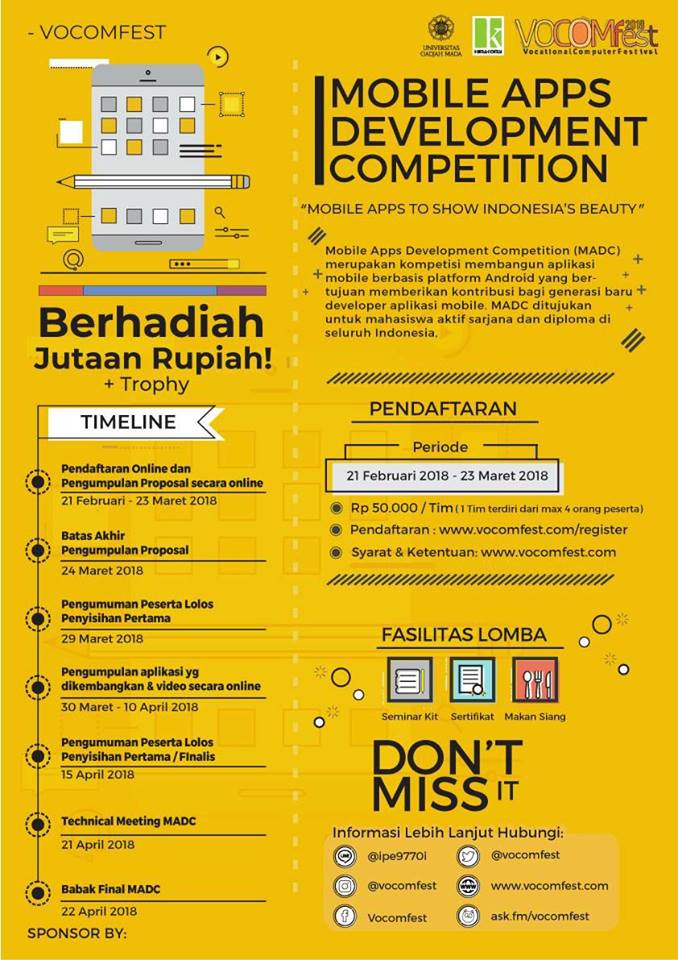 - VOCOMFEST
UNIVERSITAS
GADJAH MADA
k
VOCOMfest
2018
Vocational Computer Festival
MOBILE APPS
DEVELOPMENT
COMPETITION
“MOBILE APPS TO SHOW INDONESIA’S BEAUTY”
Mobile Apps Development Competition (MADC)
merupakan kompetisi membangun aplikasi
mobile berbasis platform Android yang ber-
tujuan memberikan kontribusi bagi generasi baru
developer aplikasi mobile. MADC ditujukan
untuk mahasiswa aktif sarjana dan diploma di
seluruh Indonesia.
Berhadiah
Jutaan Rupiah!
+ Trophy
TIMELINE
Pendaftaran Online dan
Pengumpulan Proposal secara online
21 Februari - 23 Maret 2018
Batas Akhir
Pengumpulan Proposal
24 Maret 2018
Pengumuman Peserta Lolos
Penyisihan Pertama
29 Maret 2018
Pengumpulan aplikasi yg
dikembangkan & video secara online
30 Maret - 10 April 2018
Pengumuman Peserta Lolos
Penyisihan Pertama / FInalis
15 April 2018
Technical Meeting MADC
21 April 2018
Babak Final MADC
22 April 2018
SPONSOR BY:
PENDAFTARAN
Periode
21 Februari 2018 - 23 Maret 2018
Rp 50.000 / Tim ( 1 Tim terdiri dari max 4 orang peserta)
Pendaftaran : www.vocomfest.com/register
Syarat & Ketentuan: www.vocomfest.com
FASILITAS LOMBA
Seminar Kit Sertifikat Makan Siang
DON’T
MISS IT
Informasi Lebih Lanjut Hubungi:
@ipe9770i @vocomfest
@vocomfest www.vocomfest.com
Vocomfest ask.fm/vocomfest